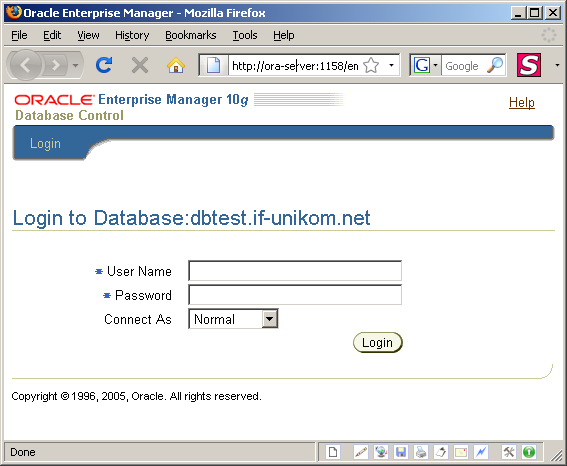 Oracle Enterprise Manager - Mozilla Firefox
File Edit View History Bookmarks Tools Help
http://ora-server:1158/en
G Google S
ORACLE Enterprise Manager 10g
Help
Database Control
Login
Login to Database:dbtest.if-unikom.net
* User Name
* Password
Connect As Normal
Login
Copyright © 1996, 2005, Oracle. All rights reserved.
Done